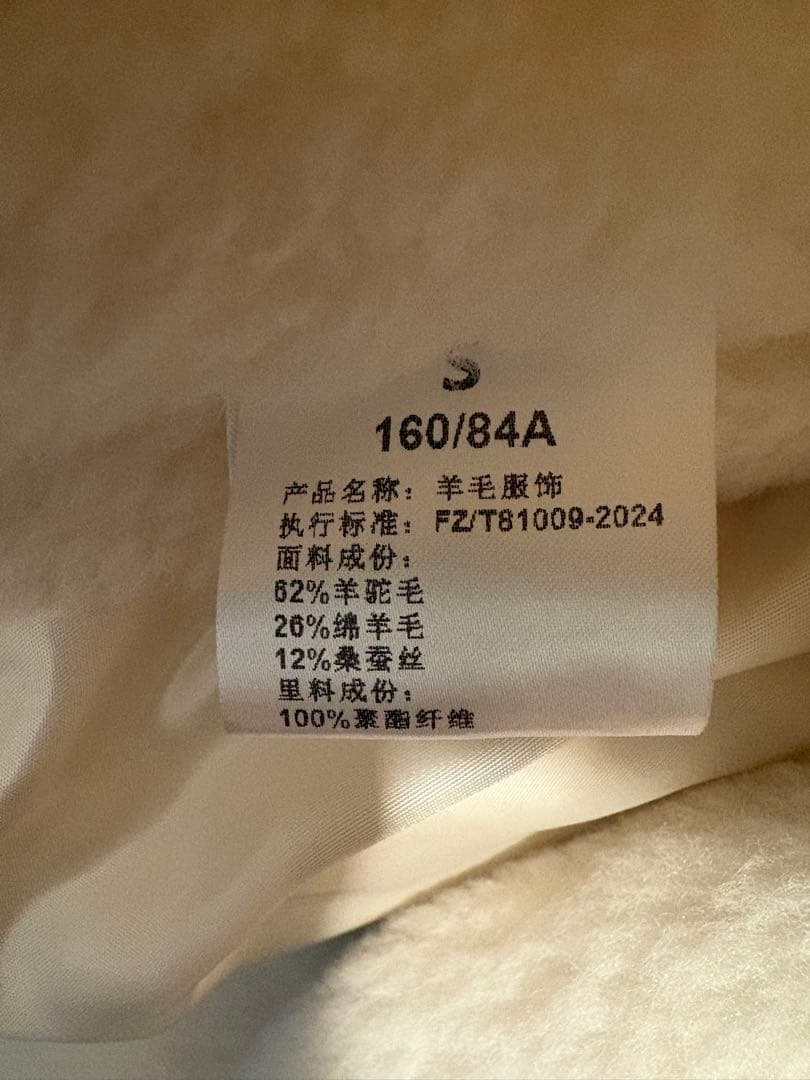 S
160/84A
产品名称：羊毛服饰
执行标准：FZ/T81009-2024
面料成份：
62%羊驼毛
26%绵羊毛
12%桑蚕丝
里料成份：
100%聚酯纤维